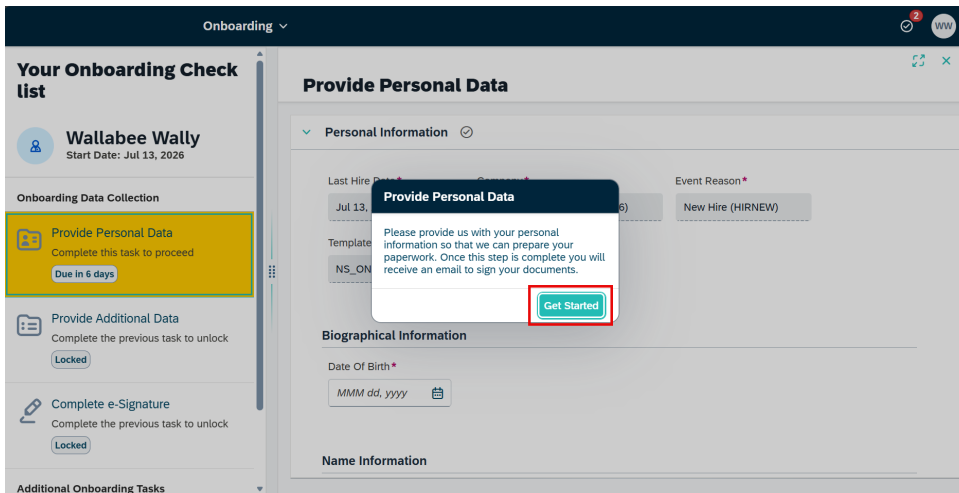 Onboarding
2
WW
Your Onboarding Check
list
Wallabee Wally
Start Date: Jul 13, 2026
Onboarding Data Collection
Provide Personal Data
Complete this task to proceed
Due in 6 days
Provide Additional Data
Complete the previous task to unlock
Locked
Complete e-Signature
Complete the previous task to unlock
Locked
Additional Onboarding Tasks
Provide Personal Data
Personal Information
Last Hire Date*
Company*
Event Reason*
Jul 13,
6)
New Hire (HIRNEW)
Template
NS_ON
Provide Personal Data
Please provide us with your personal
information so that we can prepare your
paperwork. Once this step is complete you will
receive an email to sign your documents.
Get Started
Biographical Information
Date Of Birth*
MMM dd, yyyy
Name Information